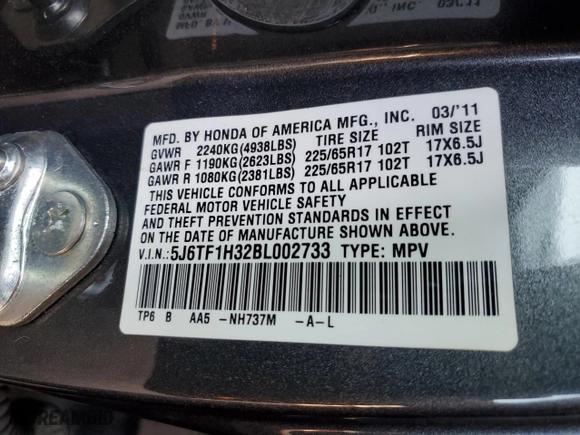 MFD. BY HONDA OF AMERICA MFG., INC. 03/'11
GVWR 2240KG(4938LBS) TIRE SIZE RIM SIZE
GAWR F 1190KG(2623LBS) 225/65R17 102T 17X6.5J
GAWR R 1080KG(2381LBS) 225/65R17 102T 17X6.5J
THIS VEHICLE CONFORMS TO ALL APPLICABLE
FEDERAL MOTOR VEHICLE SAFETY
AND THEFT PREVENTION STANDARDS IN EFFECT
ON THE DATE OF MANUFACTURE SHOWN ABOVE.
V.I.N.: 5J6TF1H32BL002733 TYPE: MPV
TP6 B AA5 -NH737M -A-L